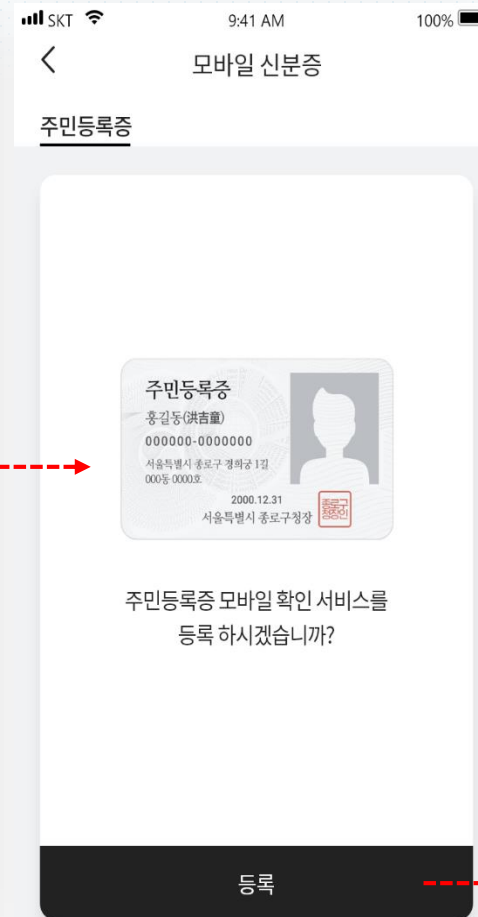 SKT 9:41 AM 100%
모바일 신분증
주민등록증
주민등록증
홍길동(洪吉童)
000000-0000000
서울특별시 종로구 경희궁 1길
000동 0000호
2000.12.31
서울특별시 종로구청장
주민등록증 모바일 확인 서비스를
등록 하시겠습니까?
등록